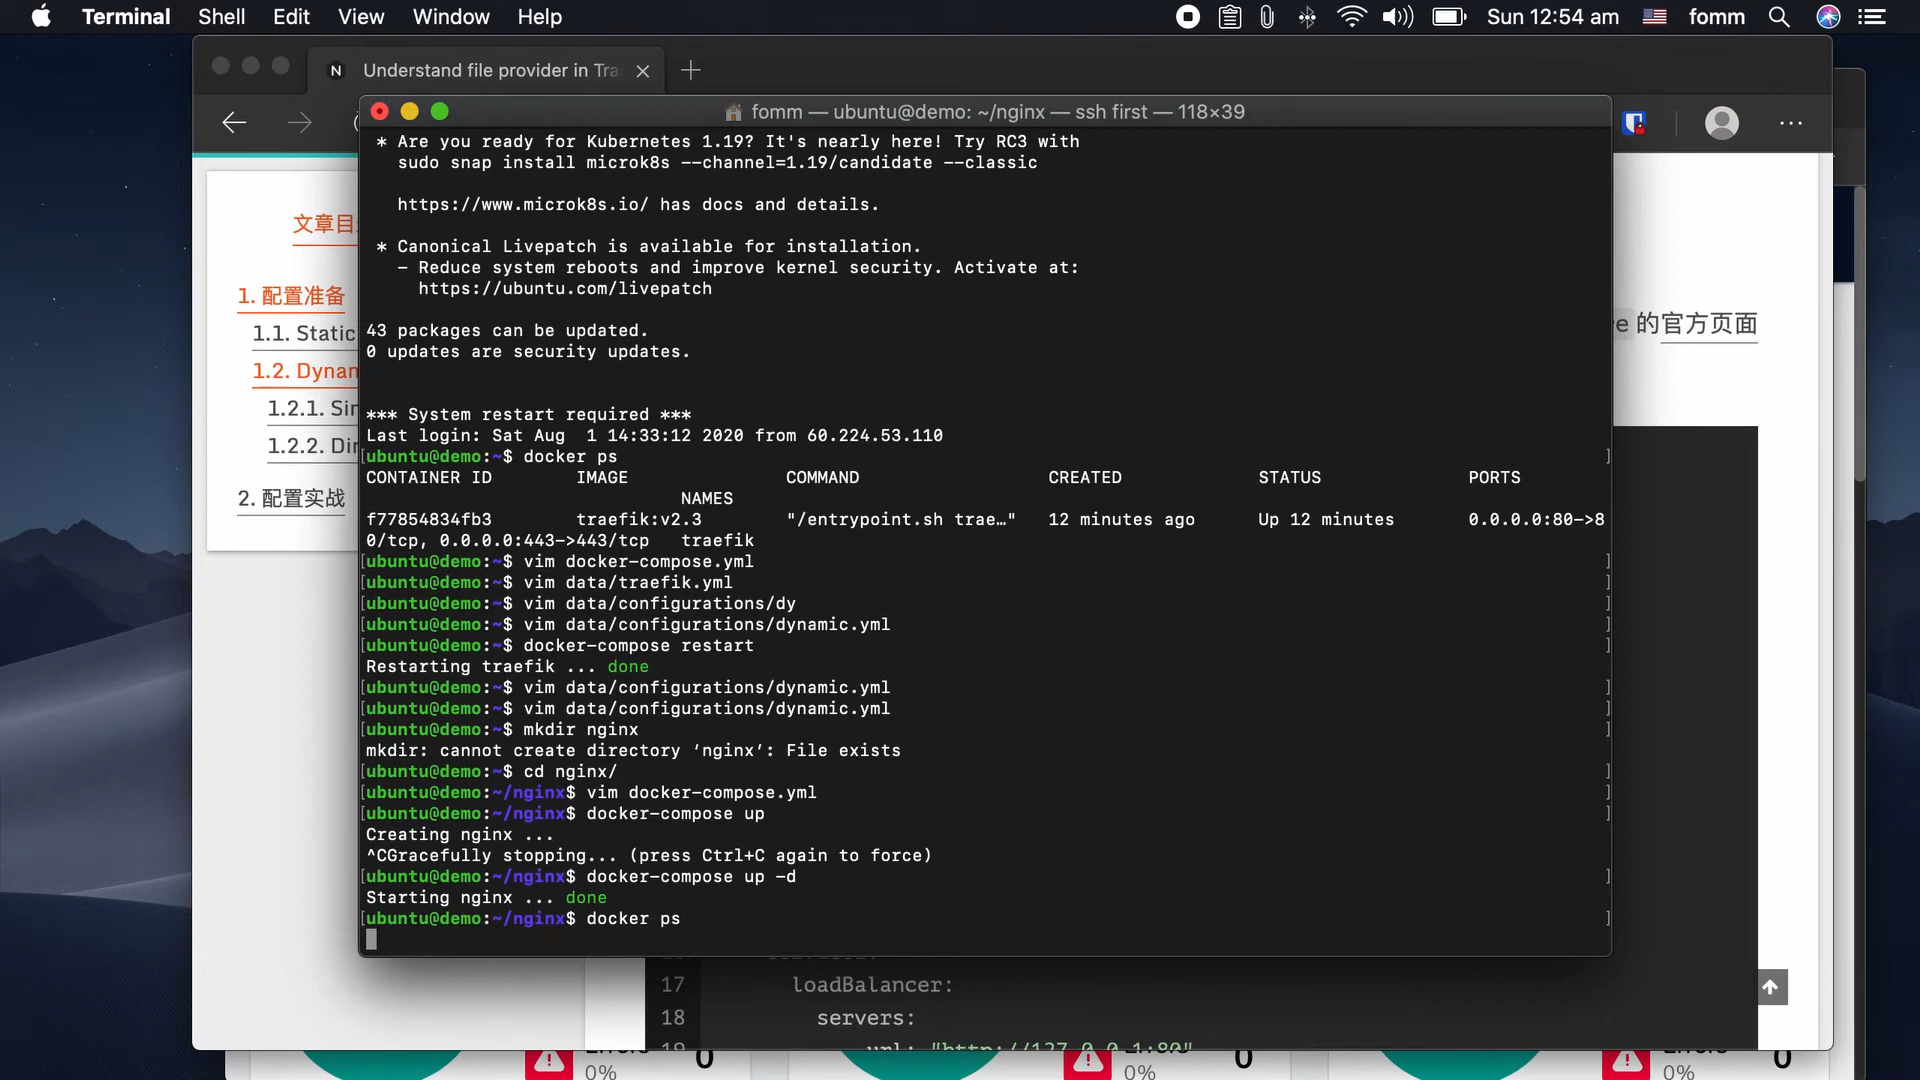 Terminal Shell Edit View Window Help Sun 12:54 am fomm
N Understand file provider in Tra
fomm — ubuntu@demo: ~/nginx — ssh first — 118×39
* Are you ready for Kubernetes 1.19? It's nearly here! Try RC3 with
sudo snap install microk8s --channel=1.19/candidate --classic
https://www.microk8s.io/ has docs and details.
* Canonical Livepatch is available for installation.
- Reduce system reboots and improve kernel security. Activate at:
https://ubuntu.com/livepatch
43 packages can be updated.
0 updates are security updates.
*** System restart required ***
Last login: Sat Aug  1 14:33:12 2020 from 60.224.53.110
[ubuntu@demo:~$ docker ps ]
CONTAINER ID IMAGE COMMAND CREATED STATUS PORTS
NAMES
f77854834fb3 traefik:v2.3 "/entrypoint.sh trae…" 12 minutes ago Up 12 minutes 0.0.0.0:80->8
0/tcp, 0.0.0.0:443->443/tcp traefik
[ubuntu@demo:~$ vim docker-compose.yml ]
[ubuntu@demo:~$ vim data/traefik.yml ]
[ubuntu@demo:~$ vim data/configurations/dy ]
[ubuntu@demo:~$ vim data/configurations/dynamic.yml ]
[ubuntu@demo:~$ docker-compose restart ]
Restarting traefik ... done
[ubuntu@demo:~$ vim data/configurations/dynamic.yml ]
[ubuntu@demo:~$ vim data/configurations/dynamic.yml ]
[ubuntu@demo:~$ mkdir nginx ]
mkdir: cannot create directory ‘nginx’: File exists
[ubuntu@demo:~$ cd nginx/ ]
[ubuntu@demo:~/nginx$ vim docker-compose.yml ]
[ubuntu@demo:~/nginx$ docker-compose up ]
Creating nginx ...
^CGracefully stopping... (press Ctrl+C again to force)
[ubuntu@demo:~/nginx$ docker-compose up -d ]
Starting nginx ... done
[ubuntu@demo:~/nginx$ docker ps ]
文章目
1. 配置准备
1.1. Static
1.2. Dynan
1.2.1. Sin
1.2.2. Dir
2. 配置实战
e 的官方页面
17 loadBalancer:
18 servers:
19 url: "http://127.0.0.1:80"
Errors 0
0%
Errors 0
0%
Errors 0
0%